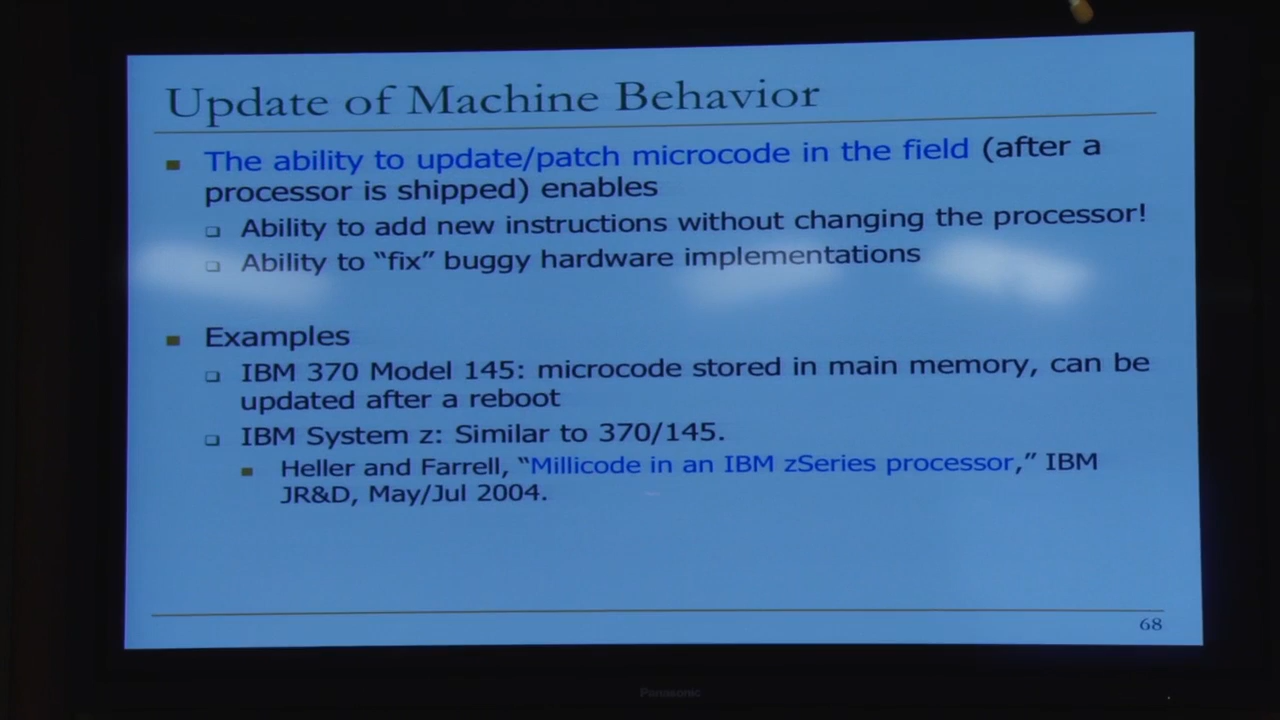 Update of Machine Behavior
The ability to update/patch microcode in the field (after a
processor is shipped) enables
Ability to add new instructions without changing the processor!
Ability to “fix” buggy hardware implementations
Examples
IBM 370 Model 145: microcode stored in main memory, can be
updated after a reboot
IBM System z: Similar to 370/145.
Heller and Farrell, “Millicode in an IBM zSeries processor,” IBM
JR&D, May/Jul 2004.
68
Panasonic